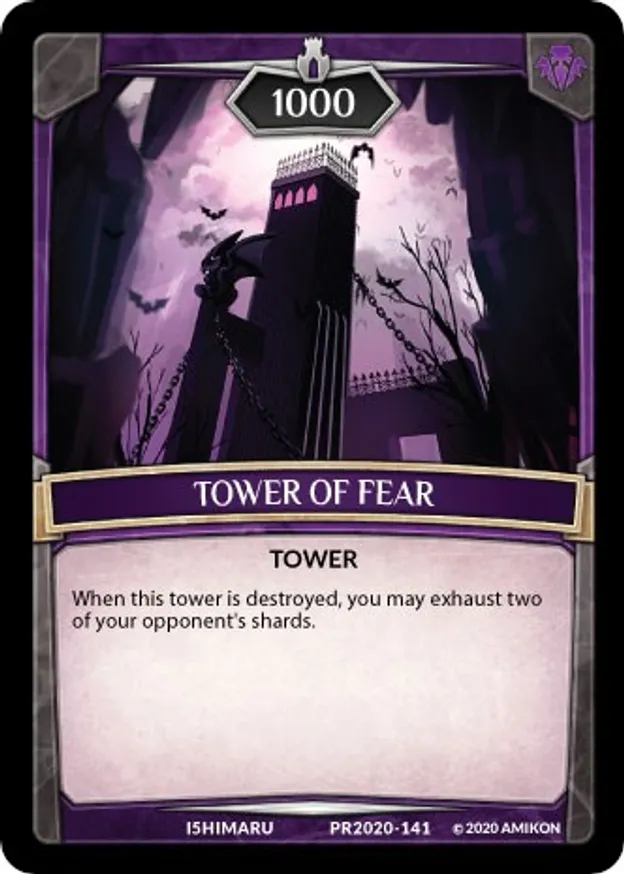 1000
TOWER OF FEAR
TOWER
When this tower is destroyed, you may exhaust two
of your opponent's shards.
I5HIMARU PR2020-141 © 2020 AMIKON